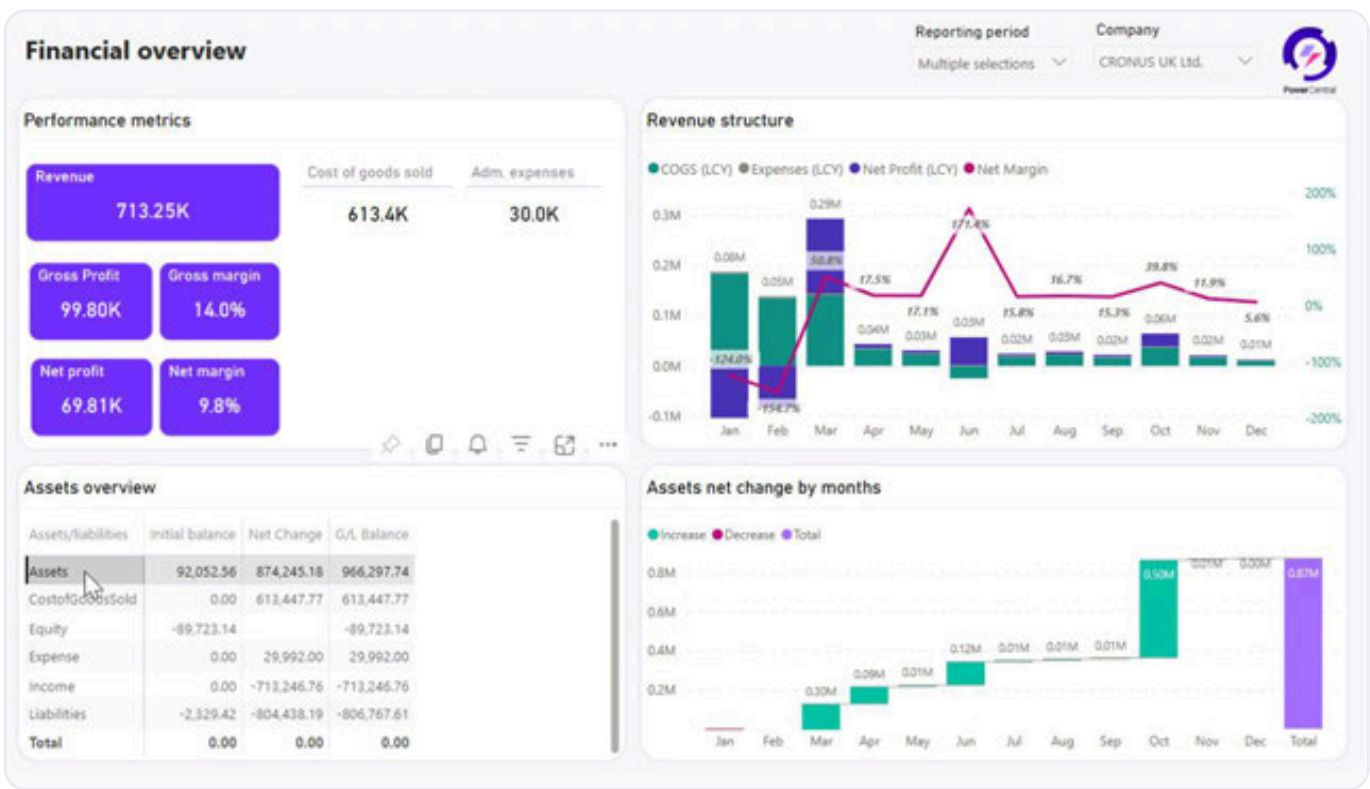 Financial overview
Reporting period
Multiple selections
Company
CRONUS UK Ltd.
PowerCentral
Performance metrics
Revenue
713.25K
Cost of goods sold
613.4K
Adm. expenses
30.0K
Gross Profit
99.80K
Gross margin
14.0%
Net profit
69.81K
Net margin
9.8%
Revenue structure
COGS (LCY) Expenses (LCY) Net Profit (LCY) Net Margin
0.3M
0.2M
0.1M
0.0M
-0.1M
200%
100%
0%
-100%
-200%
0.08M
0.05M
0.29M
0.04M
0.03M
0.03M
0.02M
0.03M
0.02M
0.06M
0.02M
0.01M
-124.0%
-154.7%
50.8%
17.5%
17.1%
171.4%
15.8%
16.7%
15.3%
39.8%
11.9%
5.6%
Jan Feb Mar Apr May Jun Jul Aug Sep Oct Nov Dec
Assets overview
Assets/liabilities Initial balance Net Change G/L Balance
Assets 92,052.56 874,245.18 966,297.74
CostofGoodsSold 0.00 613,447.77 613,447.77
Equity -89,723.14 -89,723.14
Expense 0.00 29,992.00 29,992.00
Income 0.00 -713,246.76 -713,246.76
Liabilities -2,329.42 -804,438.19 -806,767.61
Total 0.00 0.00 0.00
Assets net change by months
Increase Decrease Total
0.8M
0.6M
0.4M
0.2M
0.30M
0.09M
0.01M
0.12M
0.01M
0.01M
0.01M
0.50M
0.01M
0.00M
0.87M
Jan Feb Mar Apr May Jun Jul Aug Sep Oct Nov Dec Total